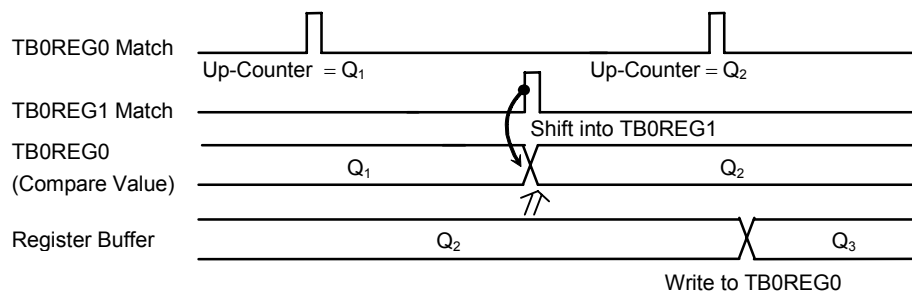 TB0REG0 Match
Up-Counter = Q₁
Up-Counter = Q₂
TB0REG1 Match
Shift into TB0REG1
TB0REG0
(Compare Value)
Q₁
Q₂
Register Buffer
Q₂
Q₃
Write to TB0REG0